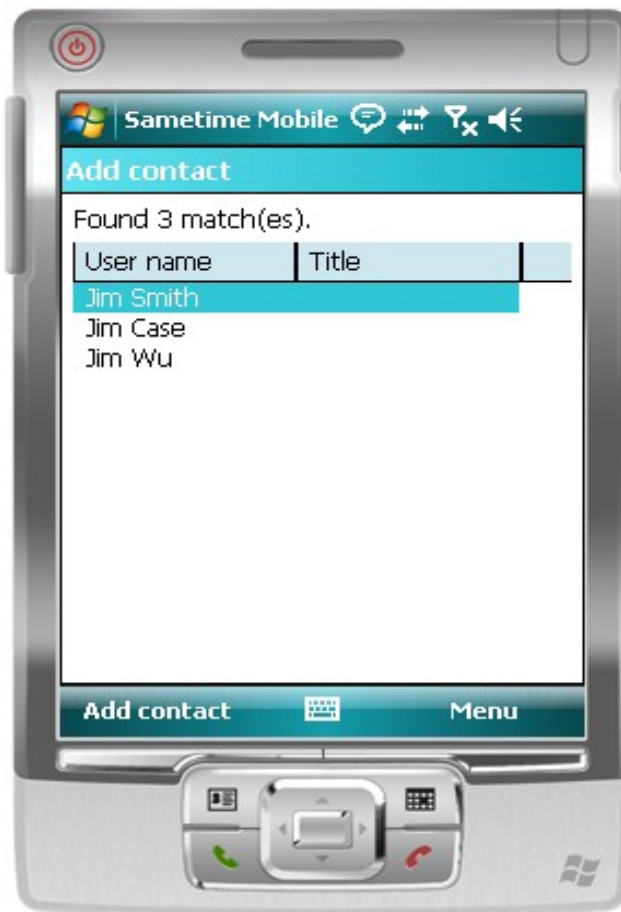 Sametime Mobile
Add contact
Found 3 match(es).
User name Title
Jim Smith
Jim Case
Jim Wu
Add contact Menu